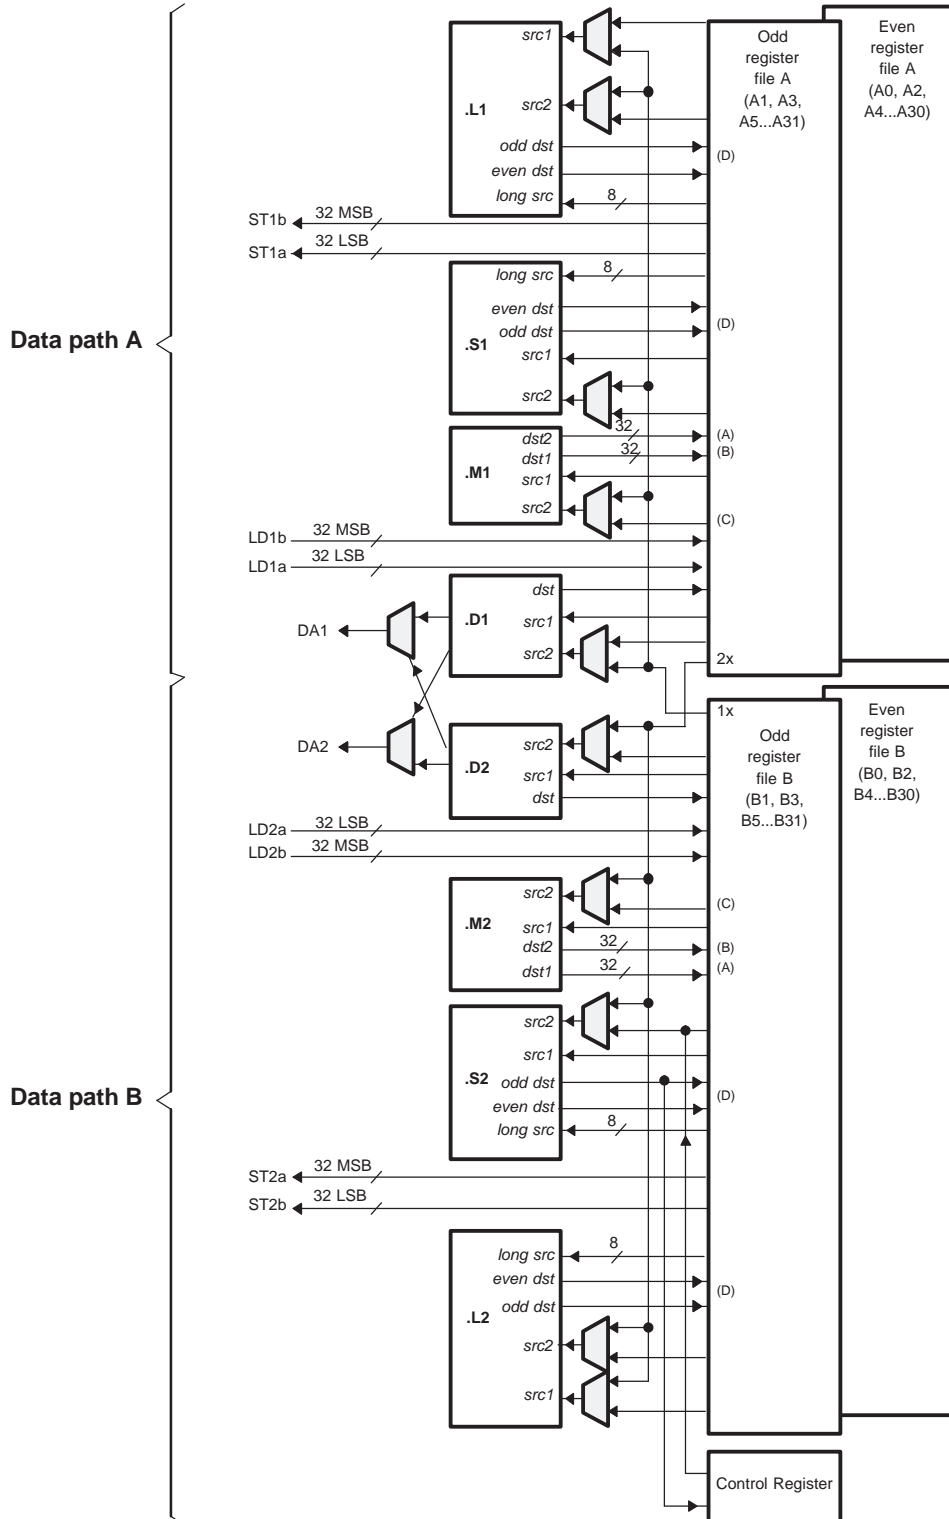 src1
Odd
register
file A
(A1, A3,
A5...A31)
Even
register
file A
(A0, A2,
A4...A30)
.L1
src2
odd dst
(D)
even dst
long src
8
ST1b
32 MSB
ST1a
32 LSB
long src
8
even dst
(D)
odd dst
Data path A
.S1
src1
src2
32
dst2
(A)
dst1
32
(B)
.M1
src1
src2
(C)
LD1b
32 MSB
LD1a
32 LSB
dst
.D1
src1
DA1
src2
2x
1x
Odd
register
file B
(B1, B3,
B5...B31)
Even
register
file B
(B0, B2,
B4...B30)
DA2
src2
.D2
src1
dst
LD2a
32 LSB
LD2b
32 MSB
src2
(C)
.M2
src1
dst2
32
(B)
dst1
32
(A)
src2
src1
.S2
odd dst
(D)
Data path B
even dst
long src
8
ST2a
32 MSB
ST2b
32 LSB
long src
8
even dst
(D)
odd dst
.L2
src2
src1
Control Register